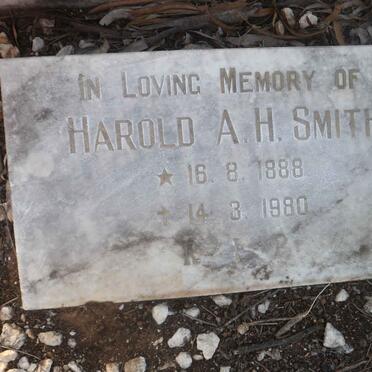 IN LOVING MEMORY OF
HAROLD A.H. SMITH
★ 16. 8. 1888
✝ 14. 3. 1980
R. I. P.